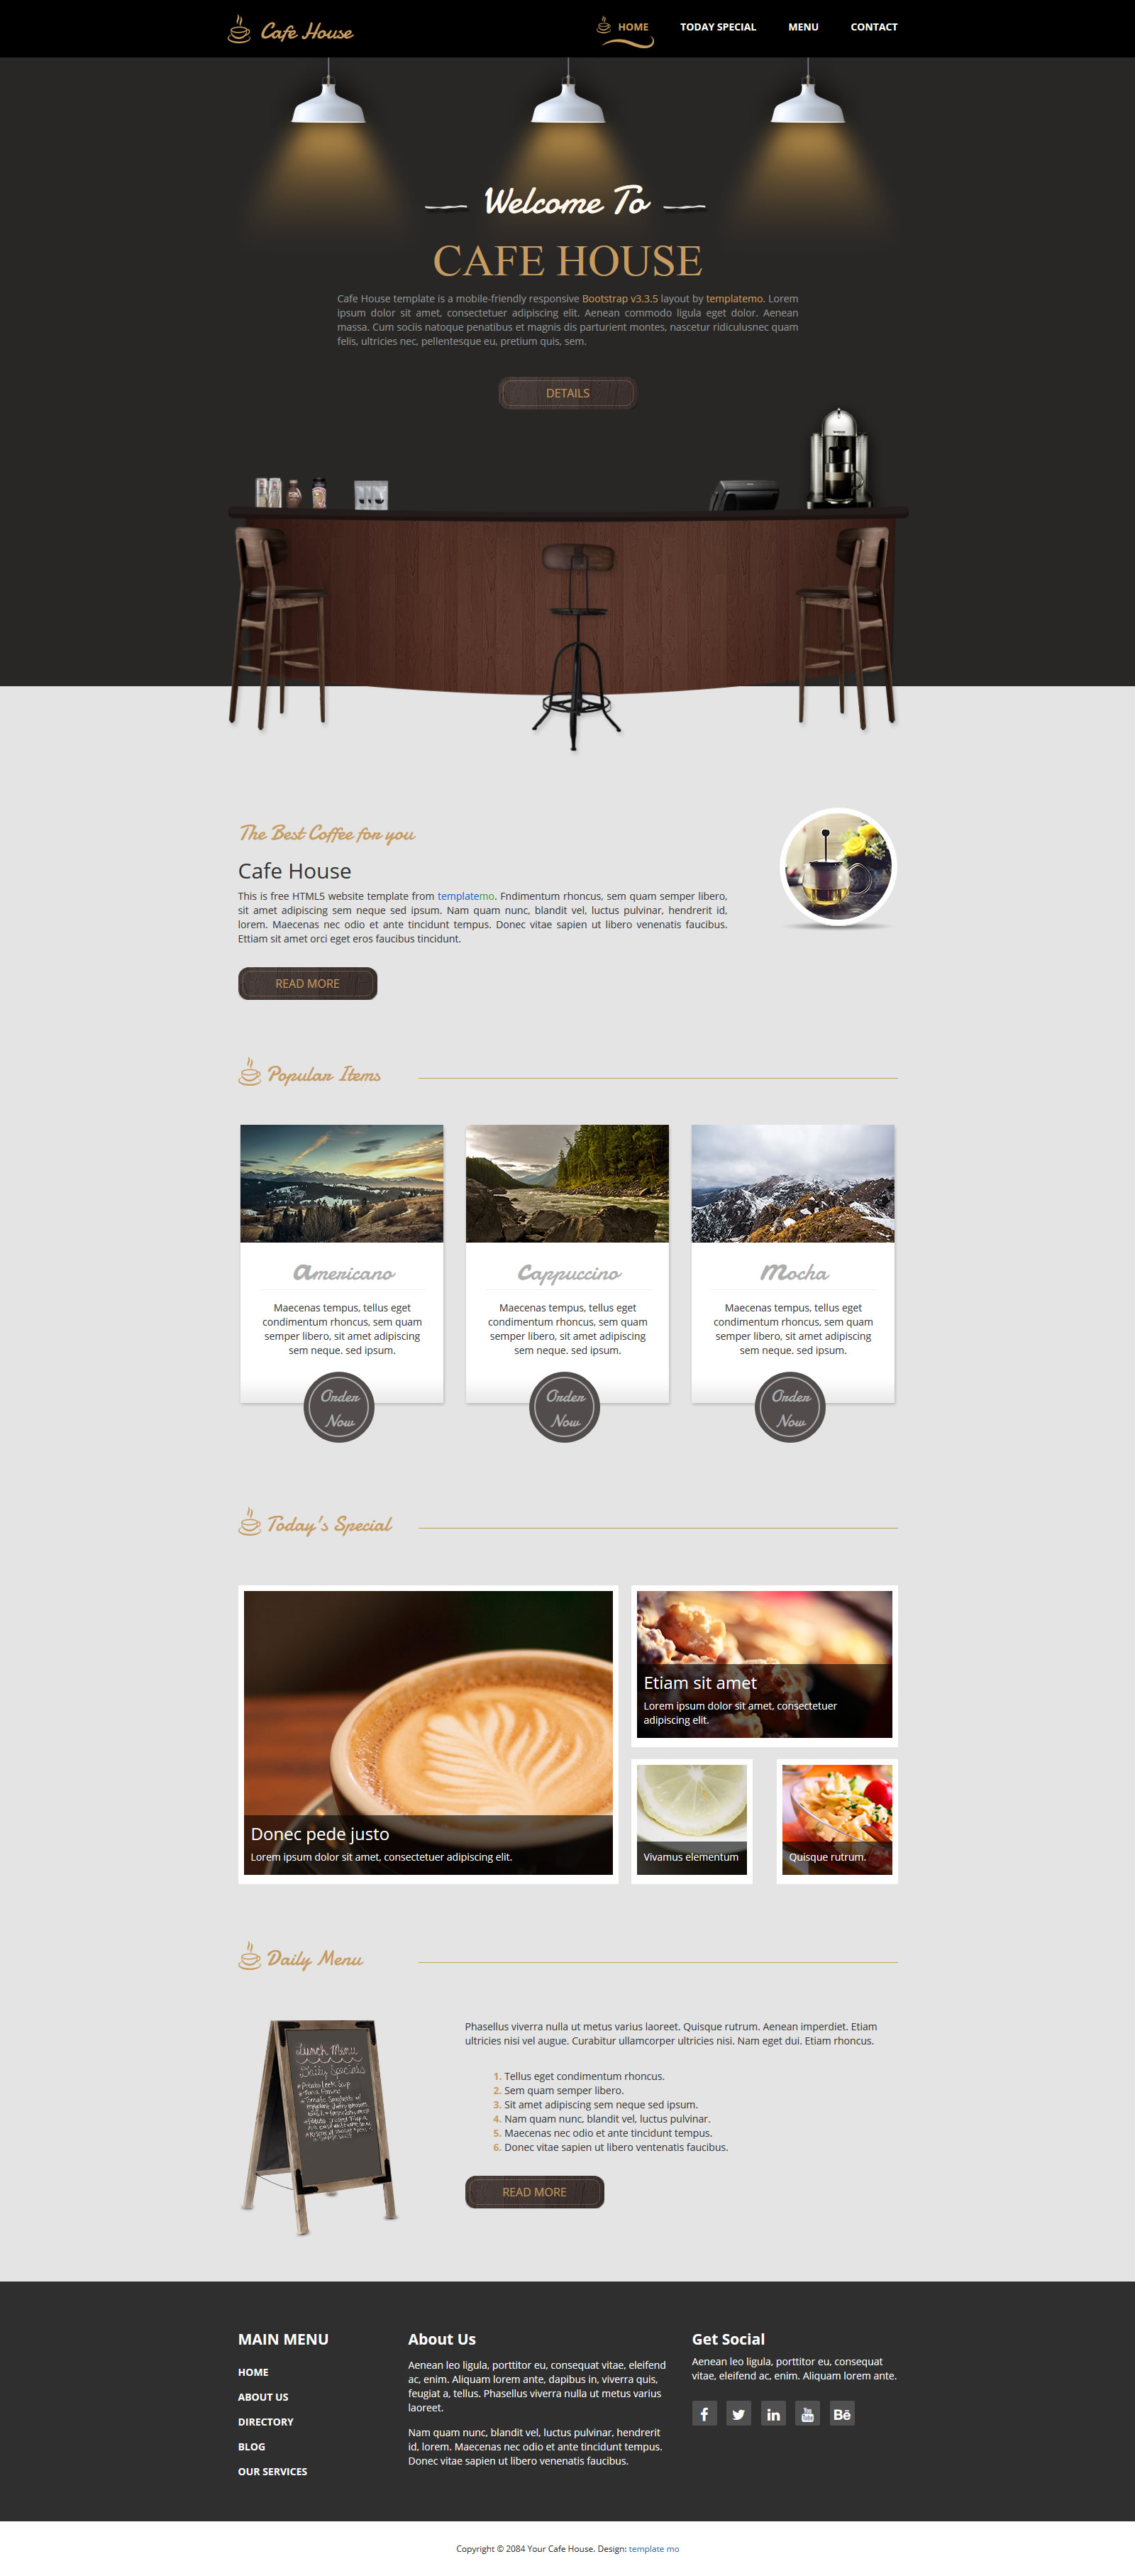 Cafe House
HOME
TODAY SPECIAL
MENU
CONTACT
Welcome To
CAFE HOUSE
Cafe House template is a mobile-friendly responsive Bootstrap v3.3.5 layout by templatemo. Lorem
ipsum dolor sit amet, consectetuer adipiscing elit. Aenean commodo ligula eget dolor. Aenean
massa. Cum sociis natoque penatibus et magnis dis parturient montes, nascetur ridiculusnec quam
felis, ultricies nec, pellentesque eu, pretium quis, sem.
DETAILS
The Best Coffee for you
Cafe House
This is free HTML5 website template from templatemo. Fndimentum rhoncus, sem quam semper libero,
sit amet adipiscing sem neque sed ipsum. Nam quam nunc, blandit vel, luctus pulvinar, hendrerit id,
lorem. Maecenas nec odio et ante tincidunt tempus. Donec vitae sapien ut libero venenatis faucibus.
Ettiam sit amet orci eget eros faucibus tincidunt.
READ MORE
Popular Items
Americano
Maecenas tempus, tellus eget
condimentum rhoncus, sem quam
semper libero, sit amet adipiscing
sem neque. sed ipsum.
Order
Now
Cappuccino
Maecenas tempus, tellus eget
condimentum rhoncus, sem quam
semper libero, sit amet adipiscing
sem neque. sed ipsum.
Order
Now
Mocha
Maecenas tempus, tellus eget
condimentum rhoncus, sem quam
semper libero, sit amet adipiscing
sem neque. sed ipsum.
Order
Now
Today's Special
Donec pede justo
Lorem ipsum dolor sit amet, consectetuer adipiscing elit.
Etiam sit amet
Lorem ipsum dolor sit amet, consectetuer
adipiscing elit.
Vivamus elementum
Quisque rutrum.
Daily Menu
Lunch Menu
Daily Specials
Phasellus viverra nulla ut metus varius laoreet. Quisque rutrum. Aenean imperdiet. Etiam
ultricies nisi vel augue. Curabitur ullamcorper ultricies nisi. Nam eget dui. Etiam rhoncus.
1. Tellus eget condimentum rhoncus.
2. Sem quam semper libero.
3. Sit amet adipiscing sem neque sed ipsum.
4. Nam quam nunc, blandit vel, luctus pulvinar.
5. Maecenas nec odio et ante tincidunt tempus.
6. Donec vitae sapien ut libero ventenatis faucibus.
READ MORE
MAIN MENU
HOME
ABOUT US
DIRECTORY
BLOG
OUR SERVICES
About Us
Aenean leo ligula, porttitor eu, consequat vitae, eleifend
ac, enim. Aliquam lorem ante, dapibus in, viverra quis,
feugiat a, tellus. Phasellus viverra nulla ut metus varius
laoreet.
Nam quam nunc, blandit vel, luctus pulvinar, hendrerit
id, lorem. Maecenas nec odio et ante tincidunt tempus.
Donec vitae sapien ut libero venenatis faucibus.
Get Social
Aenean leo ligula, porttitor eu, consequat
vitae, eleifend ac, enim. Aliquam lorem ante.
Copyright © 2084 Your Cafe House. Design: template mo